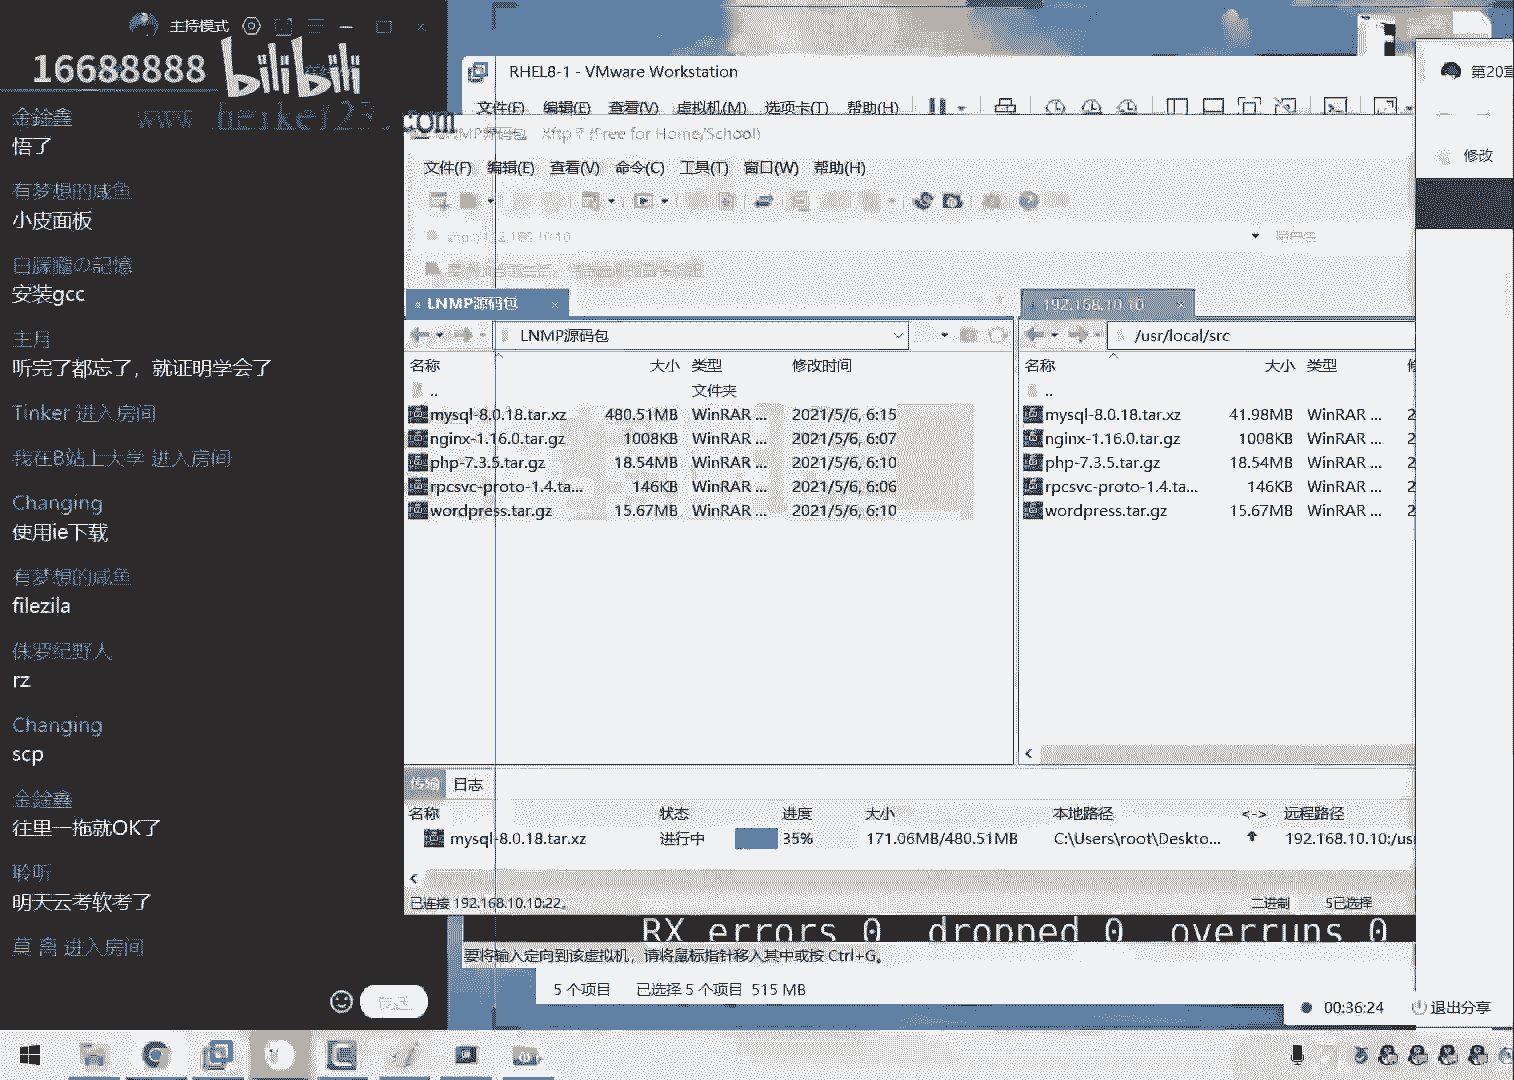 主持模式
16688888
bilibili
金鍂鑫
悟了
有梦想的咸鱼
小皮面板
白朦朧の記憶
安装gcc
主月
听完了都忘了，就证明学会了
Tinker 进入房间
我在B站上大学 进入房间
Changing
使用ie下载
有梦想的咸鱼
filezila
侏罗纪野人
rz
Changing
scp
金鍂鑫
往里一拖就OK了
聆听
明天云考软考了
莫 离 进入房间
RHEL8-1 - VMware Workstation
文件(F) 编辑(E) 查看(V) 虚拟机(M) 选项卡(T) 帮助(H)
LNMP源码包 Xftp 7 (Free for Home/School)
文件(F) 编辑(E) 查看(V) 命令(C) 工具(T) 窗口(W) 帮助(H)
LNMP源码包 ×
192.168.10.10 ×
LNMP源码包
/usr/local/src
名称 大小 类型 修改时间
..
文件夹
mysql-8.0.18.tar.xz 480.51MB WinRAR ... 2021/5/6, 6:15
nginx-1.16.0.tar.gz 1008KB WinRAR ... 2021/5/6, 6:07
php-7.3.5.tar.gz 18.54MB WinRAR ... 2021/5/6, 6:10
rpcsvc-proto-1.4.ta... 146KB WinRAR ... 2021/5/6, 6:06
wordpress.tar.gz 15.67MB WinRAR ... 2021/5/6, 6:10
名称 大小 类型
..
mysql-8.0.18.tar.xz 41.98MB WinRAR ... 2
nginx-1.16.0.tar.gz 1008KB WinRAR ... 2
php-7.3.5.tar.gz 18.54MB WinRAR ... 2
rpcsvc-proto-1.4.ta... 146KB WinRAR ... 2
wordpress.tar.gz 15.67MB WinRAR ... 2
传输 日志
名称 状态 进度 大小 本地路径 <-> 远程路径
mysql-8.0.18.tar.xz 进行中 35% 171.06MB/480.51MB C:\Users\root\Deskto... 192.168.10.10:/us
已连接 192.168.10.10:22。 二进制 5已选择
RX errors 0 dropped 0 overruns 0
要将输入定向到该虚拟机，请将鼠标指针移入其中或按 Ctrl+G。
5 个项目 已选择 5 个项目 515 MB
第20章
修改
00:36:24 退出分享